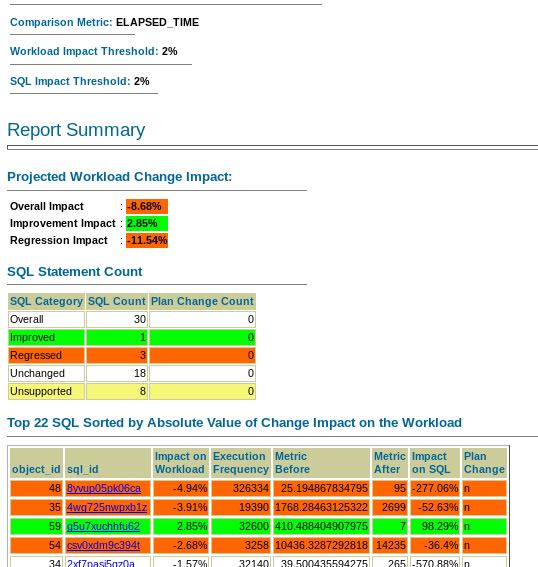 Comparison Metric: ELAPSED_TIME
Workload Impact Threshold: 2%
SQL Impact Threshold: 2%
Report Summary
Projected Workload Change Impact:
Overall Impact : -8.68%
Improvement Impact : 2.85%
Regression Impact : -11.54%
SQL Statement Count
SQL Category SQL Count Plan Change Count
Overall 30 0
Improved 1 0
Regressed 3 0
Unchanged 18 0
Unsupported 8 0
Top 22 SQL Sorted by Absolute Value of Change Impact on the Workload
Impact on Execution Metric Metric Impact Plan
object_id sql_id Workload Frequency Before After on SQL Change
48 8yvup05pk06ca -4.94% 326334 25.194867834795 95 -277.06% n
35 4wg725nwpxb1z -3.91% 19390 1768.28463125322 2699 -52.63% n
59 g5u7xuchhfu62 2.85% 32600 410.488404907975 7 98.29% n
54 csv0xdm9c394t -2.68% 3258 10436.3287292818 14235 -36.4% n
34 2xf7nasj5qz0a -1.57% 32140 39.500435594275 265 -570.88% n